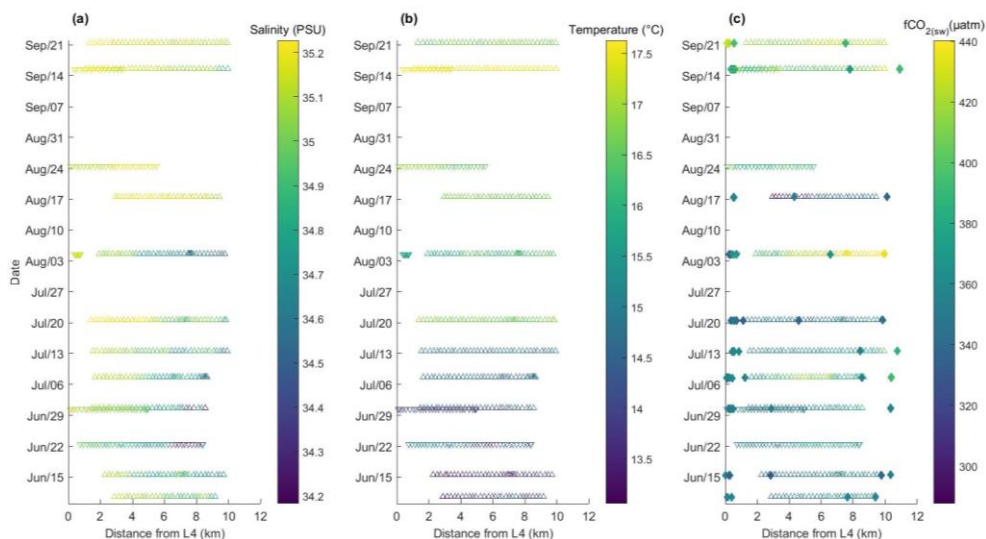 (a)
Salinity (PSU)
Date
Sep/21
Sep/14
Sep/07
Aug/31
Aug/24
Aug/17
Aug/10
Aug/03
Jul/27
Jul/20
Jul/13
Jul/06
Jun/29
Jun/22
Jun/15
0 2 4 6 8 10 12
Distance from L4 (km)
35.2
35.1
35
34.9
34.8
34.7
34.6
34.5
34.4
34.3
34.2
(b)
Temperature (°C)
Sep/21
Sep/14
Sep/07
Aug/31
Aug/24
Aug/17
Aug/10
Aug/03
Jul/27
Jul/20
Jul/13
Jul/06
Jun/29
Jun/22
Jun/15
0 2 4 6 8 10 12
Distance from L4 (km)
17.5
17
16.5
16
15.5
15
14.5
14
13.5
(c)
fCO2(sw)(µatm)
Sep/21
Sep/14
Sep/07
Aug/31
Aug/24
Aug/17
Aug/10
Aug/03
Jul/27
Jul/20
Jul/13
Jul/06
Jun/29
Jun/22
Jun/15
0 2 4 6 8 10 12
Distance from L4 (km)
440
420
400
380
360
340
320
300